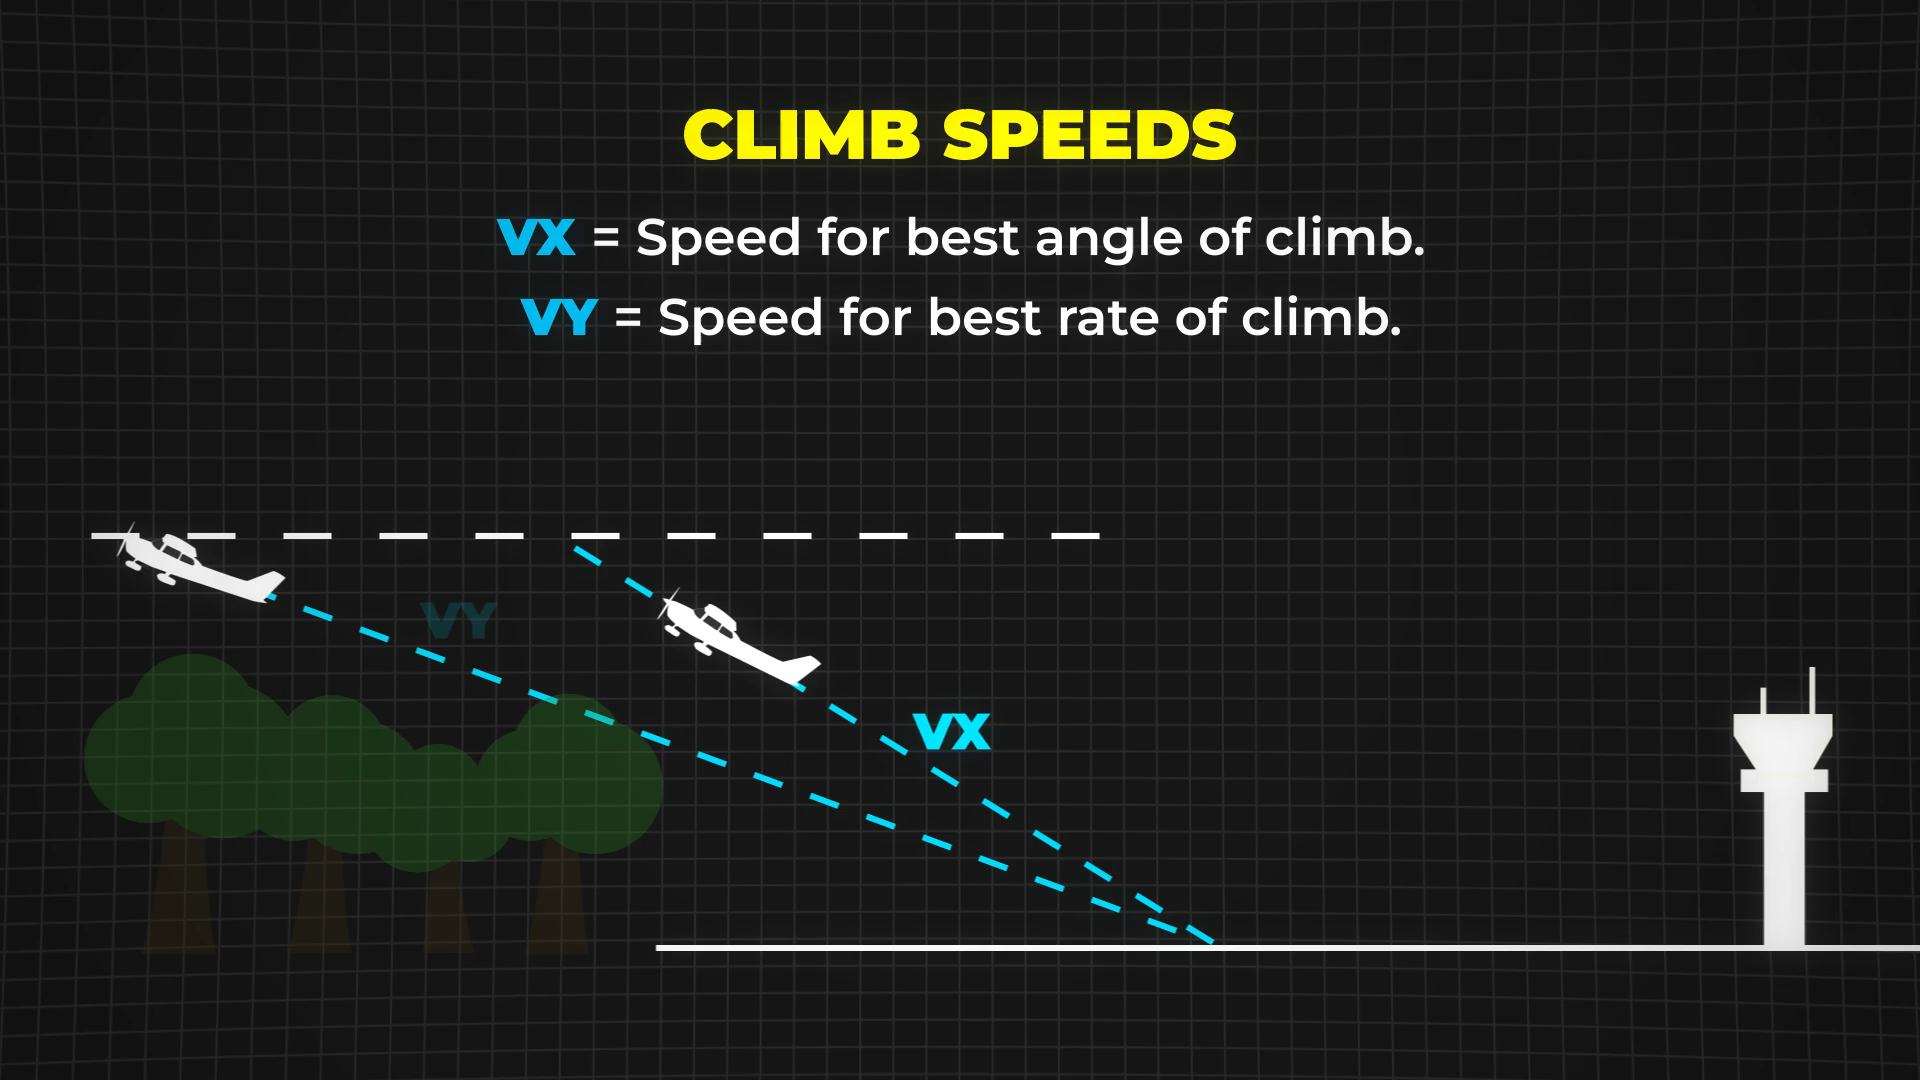 CLIMB SPEEDS
VX = Speed for best angle of climb.
VY = Speed for best rate of climb.
VY
VX